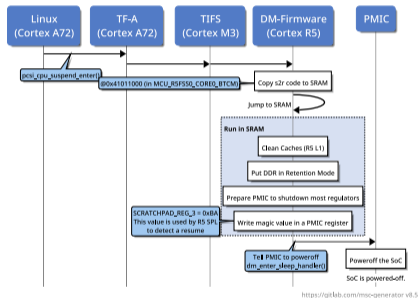 Linux
(Cortex A72)
TF-A
(Cortex A72)
TIFS
(Cortex M3)
DM-Firmware
(Cortex R5)
PMIC
psci_cpu_suspend_enter()
@0x41011000 (in MCU_R5FSS0_CORE0_BTCM)
Copy s2r code to SRAM
Jump to SRAM
Run in SRAM
Clean Caches (R5 L1)
Put DDR in Retention Mode
Prepare PMIC to shutdown most regulators
SCRATCHPAD_REG_3 = 0xBA
This value is used by R5 SPL
to detect a resume
Write magic value in a PMIC register
Tell PMIC to poweroff
dm_enter_sleep_handler()
Poweroff the SoC
SoC is powered-off.
https://gitlab.com/msc-generator v8.5